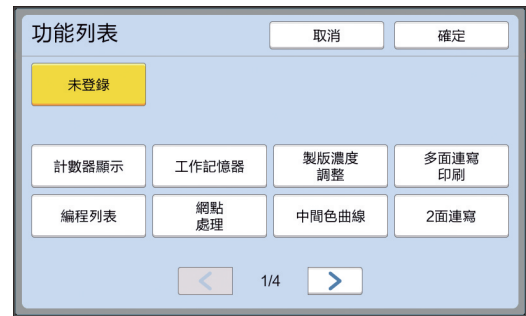 功能列表
取消
確定
未登錄
計數器顯示
工作記憶器
製版濃度
調整
多面連寫
印刷
編程列表
網點
處理
中間色曲線
2面連寫
1/4